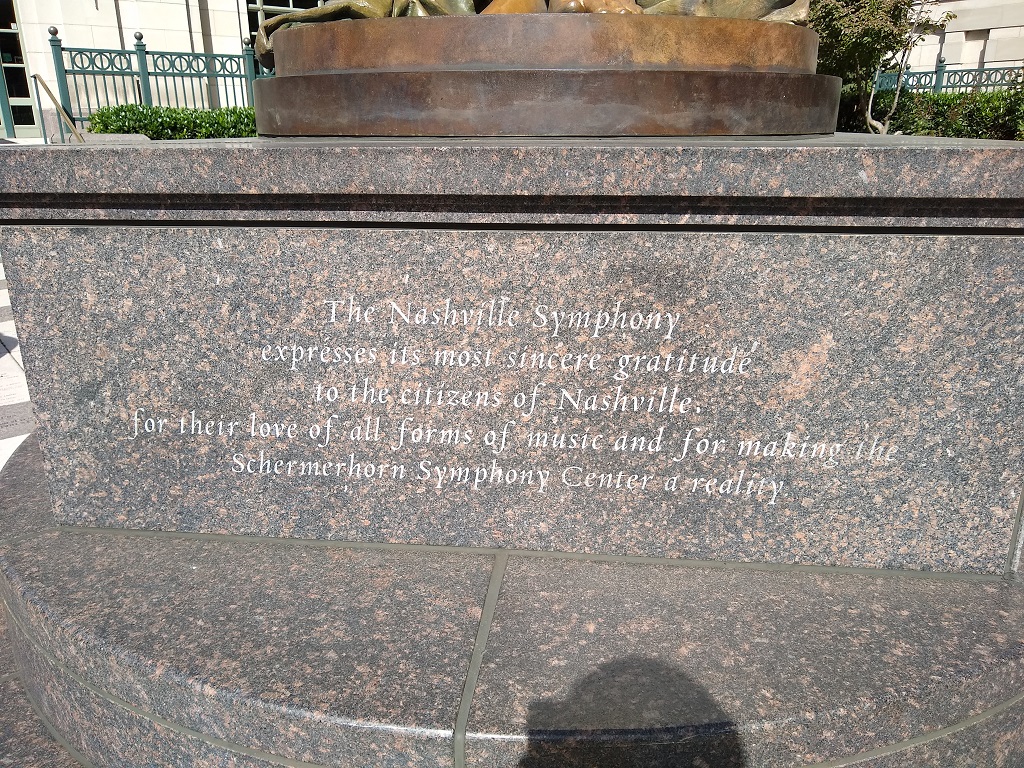 The Nashville Symphony
expresses its most sincere gratitude
to the citizens of Nashville,
for their love of all forms of music and for making the
Schermerhorn Symphony Center a reality.